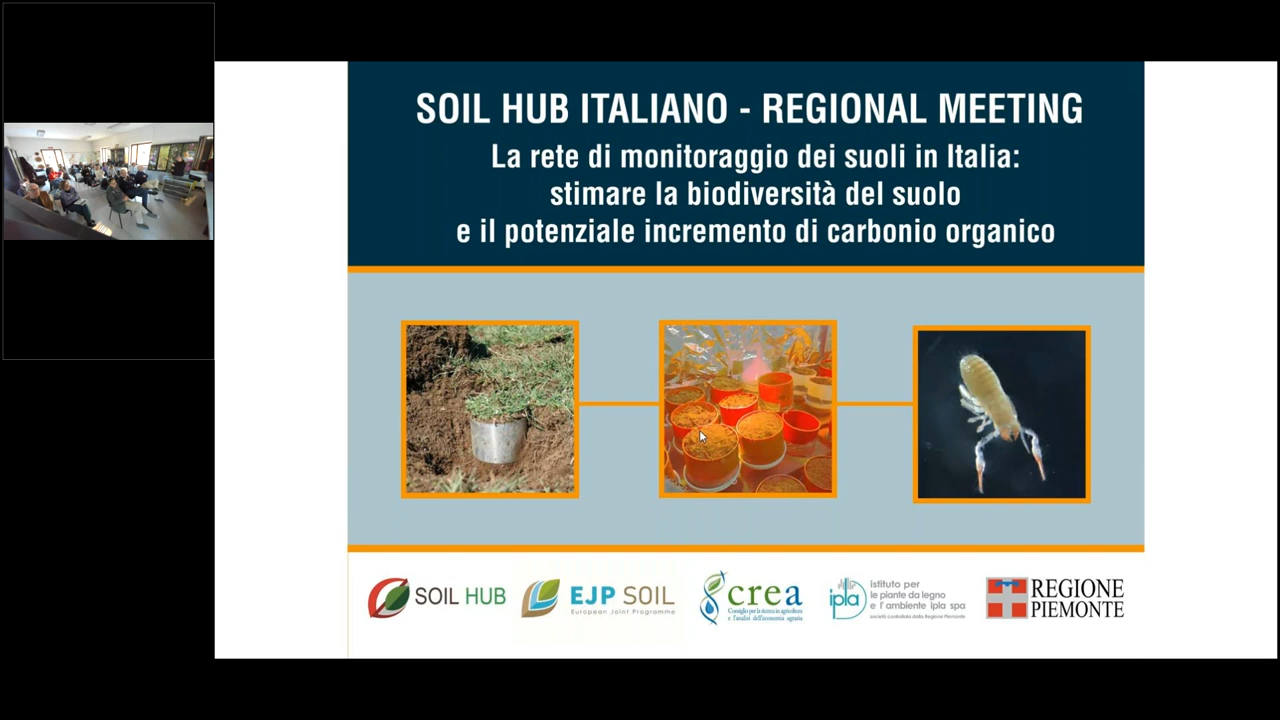 SOIL HUB ITALIANO - REGIONAL MEETING
La rete di monitoraggio dei suoli in Italia:
stimare la biodiversità del suolo
e il potenziale incremento di carbonio organico
SOIL HUB
EJP SOIL
European Joint Programme
crea
Consiglio per la ricerca in agricoltura
e l'analisi dell'economia agraria
ipla
istituto per
le piante da legno
e l'ambiente ipla spa
società controllata dalla Regione Piemonte
REGIONE
PIEMONTE